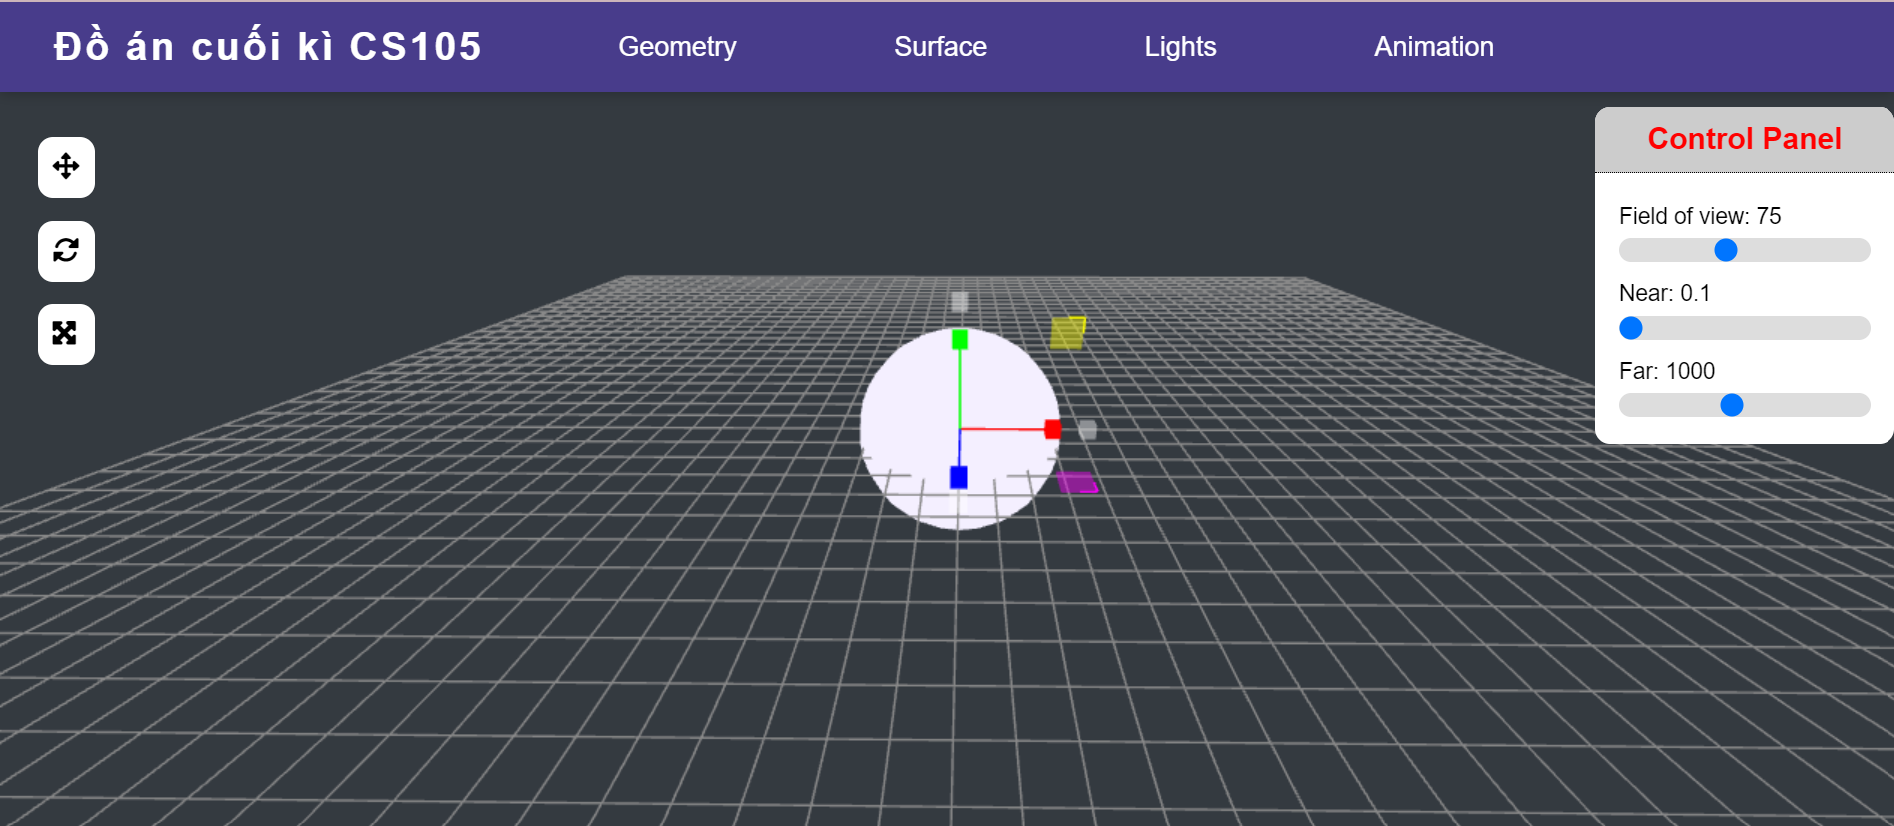 Đồ án cuối kì CS105
Geometry
Surface
Lights
Animation
Control Panel
Field of view: 75
Near: 0.1
Far: 1000